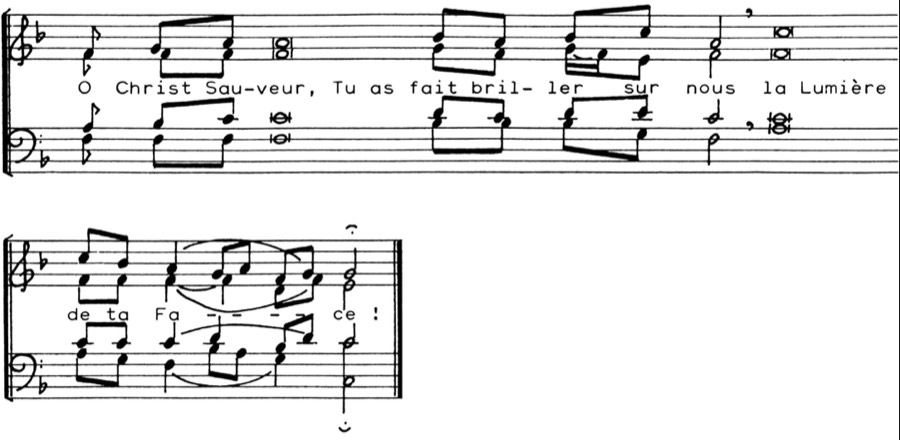 O Christ Sau-veur, Tu as fait bril- ler sur nous la Lumière
de ta Fa - - - - ce !